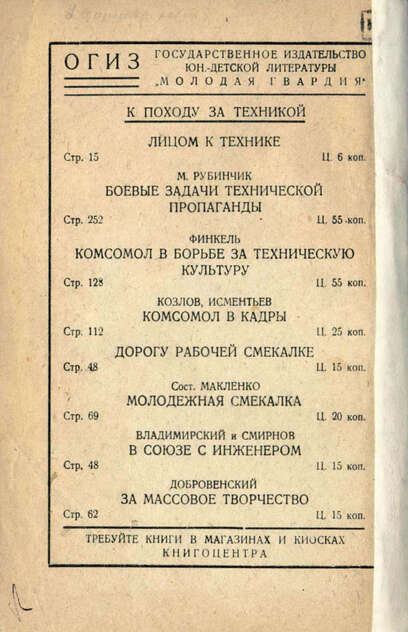 ОГИЗ
ГОСУДАРСТВЕННОЕ ИЗДАТЕЛЬСТВО
ЮН.-ДЕТСКОЙ ЛИТЕРАТУРЫ
„МОЛОДАЯ ГВАРДИЯ"
К ПОХОДУ ЗА ТЕХНИКОЙ
ЛИЦОМ К ТЕХНИКЕ
Стр. 15 Ц. 6 коп.
М. РУБИНЧИК
БОЕВЫЕ ЗАДАЧИ ТЕХНИЧЕСКОЙ
ПРОПАГАНДЫ
Стр. 252 Ц. 55 коп.
ФИНКЕЛЬ
КОМСОМОЛ В БОРЬБЕ ЗА ТЕХНИЧЕСКУЮ
КУЛЬТУРУ
Стр. 128 Ц. 55 коп.
КОЗЛОВ, ИСМЕНТЬЕВ
КОМСОМОЛ В КАДРЫ
Стр. 112 Ц. 25 коп.
ДОРОГУ РАБОЧЕЙ СМЕКАЛКЕ
Стр. 48 Ц. 15 коп.
Сост. МАКЛЕНКО
МОЛОДЕЖНАЯ СМЕКАЛКА
Стр. 69 Ц. 20 коп.
ВЛАДИМИРСКИЙ и СМИРНОВ
В СОЮЗЕ С ИНЖЕНЕРОМ
Стр. 48 Ц. 15 коп.
ДОБРОВЕНСКИЙ
ЗА МАССОВОЕ ТВОРЧЕСТВО
Стр. 62 Ц. 15 коп.
ТРЕБУЙТЕ КНИГИ В МАГАЗИНАХ И КИОСКАХ
КНИГОЦЕНТРА